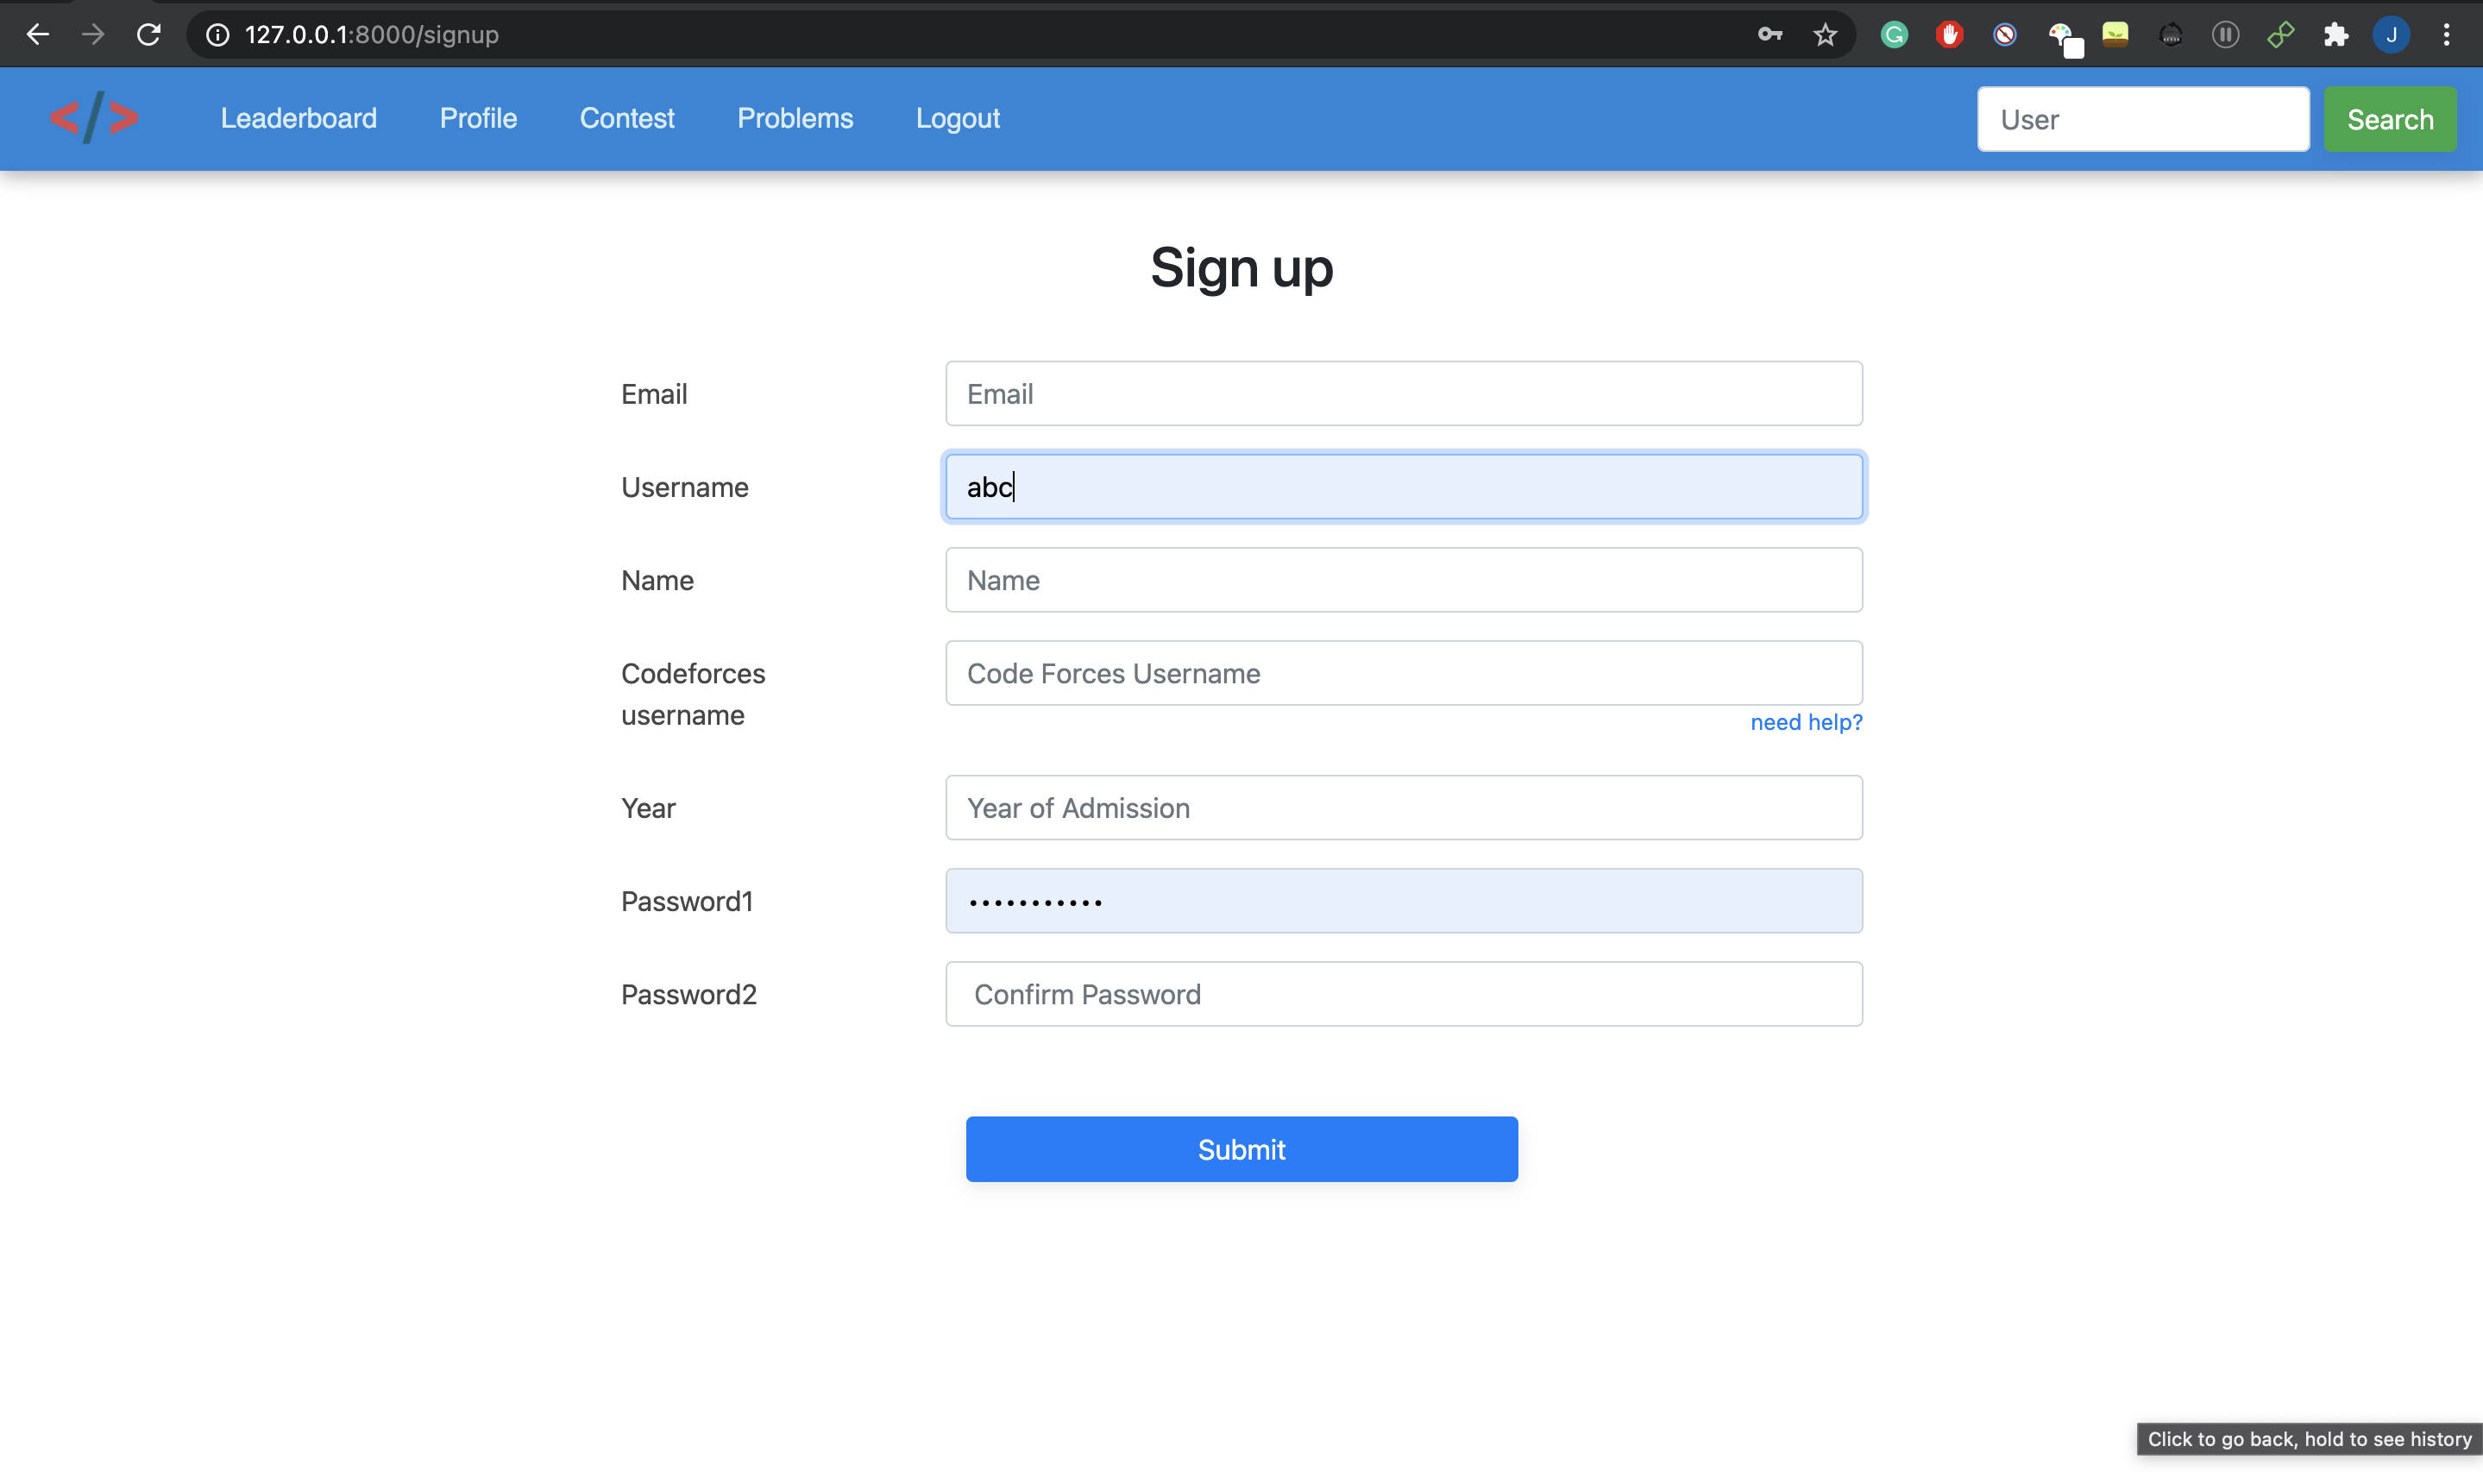 127.0.0.1:8000/signup
J
</>
Leaderboard Profile Contest Problems Logout User Search
Sign up
Email Email
Username abc
Name Name
Codeforces username Code Forces Username
need help?
Year Year of Admission
Password1 •••••••••••
Password2 Confirm Password
Submit
Click to go back, hold to see history